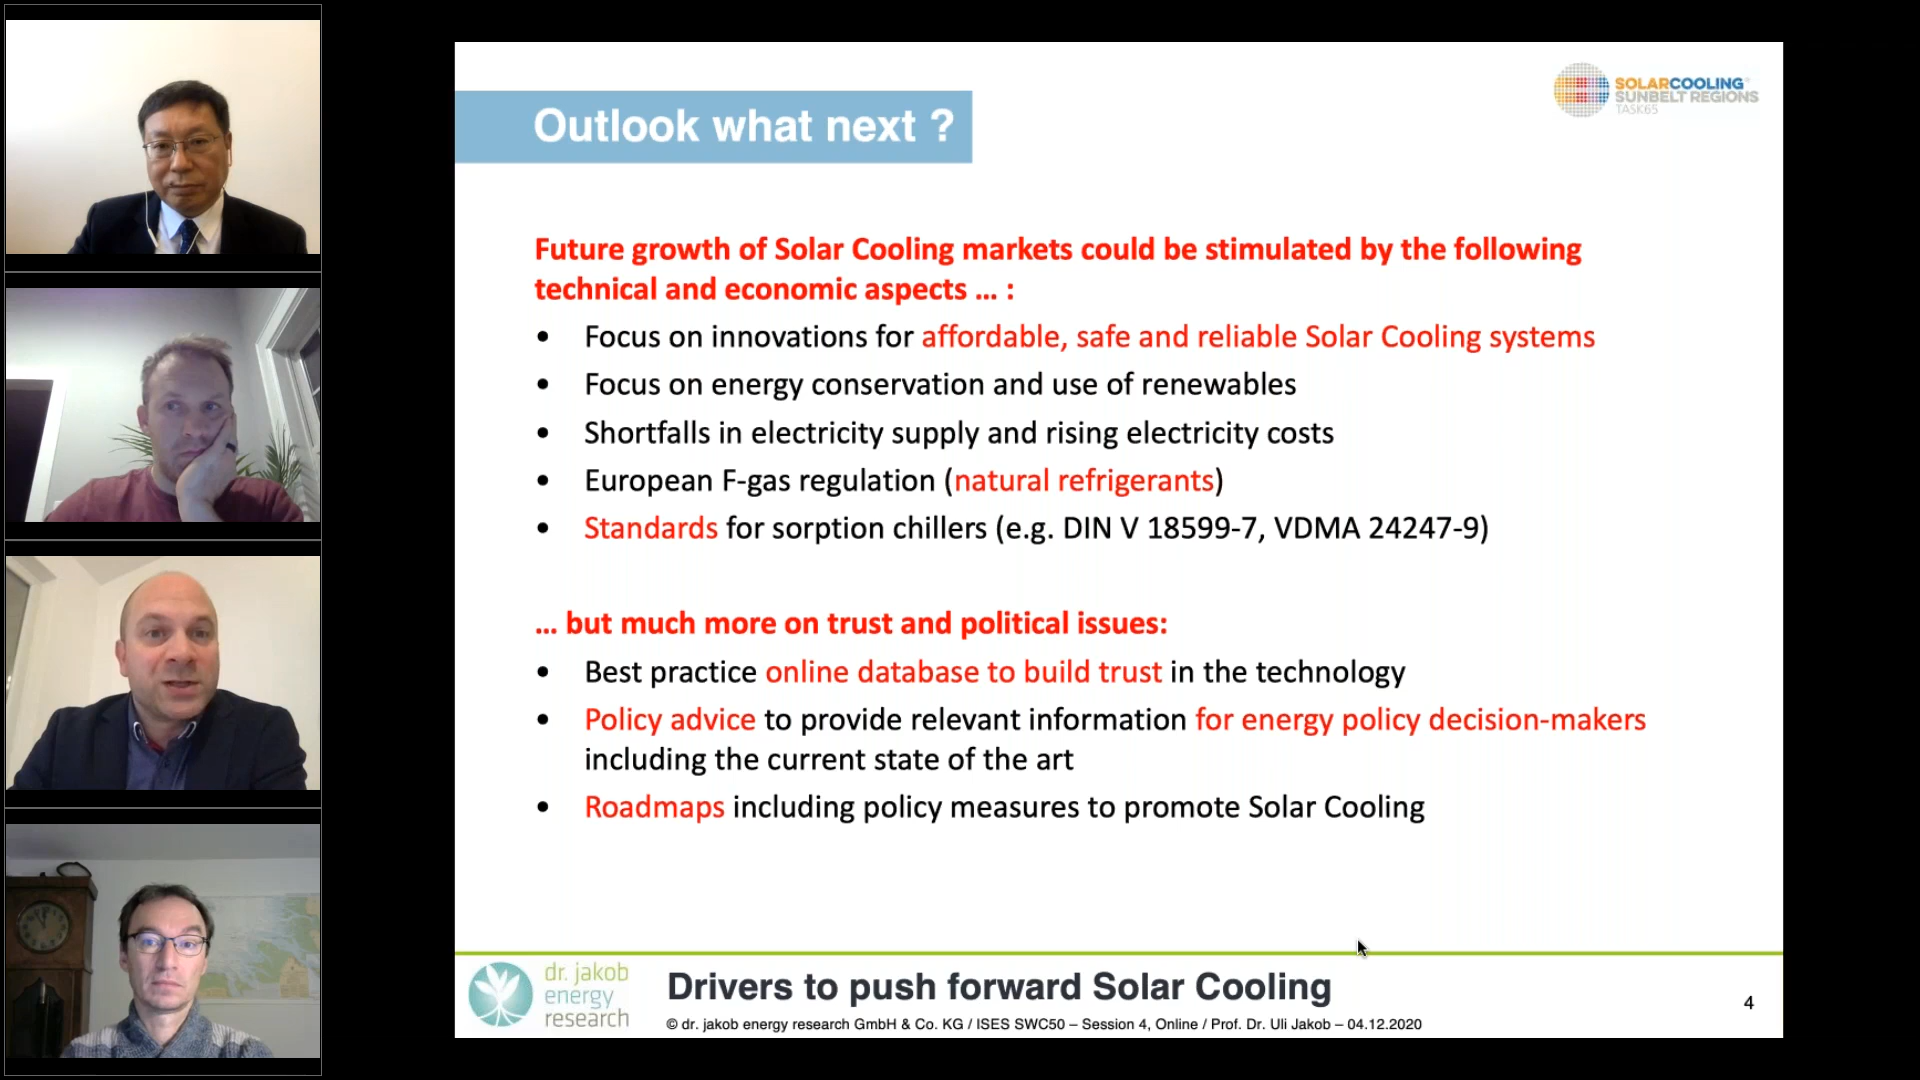 SOLARCOOLING
SUNBELT REGIONS
TASK65
Outlook what next ?
Future growth of Solar Cooling markets could be stimulated by the following
technical and economic aspects ... :
• Focus on innovations for affordable, safe and reliable Solar Cooling systems
• Focus on energy conservation and use of renewables
• Shortfalls in electricity supply and rising electricity costs
• European F-gas regulation (natural refrigerants)
• Standards for sorption chillers (e.g. DIN V 18599-7, VDMA 24247-9)
... but much more on trust and political issues:
• Best practice online database to build trust in the technology
• Policy advice to provide relevant information for energy policy decision-makers
including the current state of the art
• Roadmaps including policy measures to promote Solar Cooling
dr. jakob
energy
research
Drivers to push forward Solar Cooling
© dr. jakob energy research GmbH & Co. KG / ISES SWC50 – Session 4, Online / Prof. Dr. Uli Jakob – 04.12.2020
4